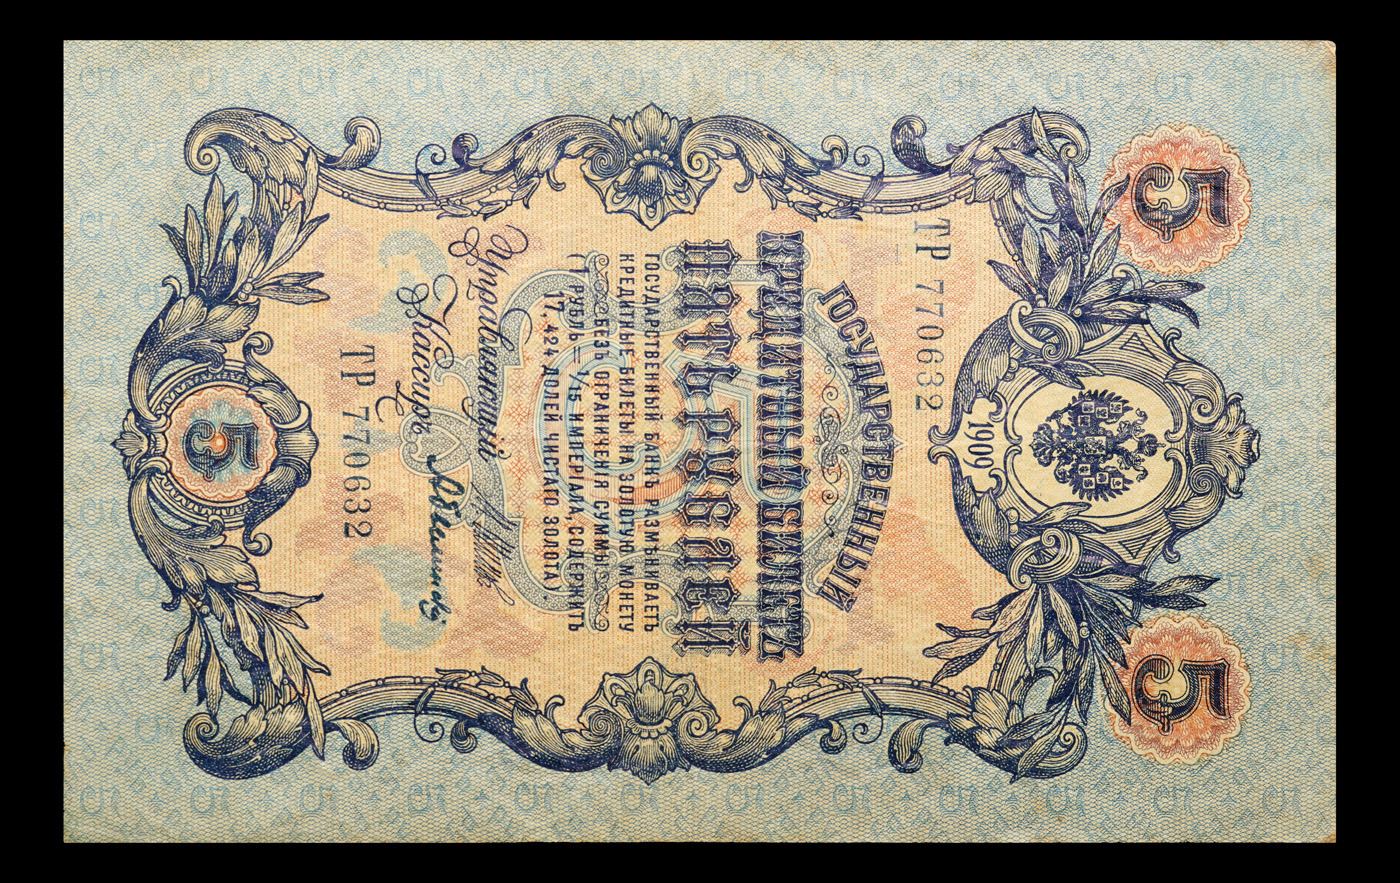 5 5
1909
ТР 770632
ГОСУДАРСТВЕННЫЙ
КРЕДИТНЫЙ БИЛЕТЪ
ПЯТЬ РУБЛЕЙ
ГОСУДАРСТВЕННЫЙ БАНКЪ РАЗМѢНИВАЕТЪ
КРЕДИТНЫЕ БИЛЕТЫ НА ЗОЛОТУЮ МОНЕТУ
БЕЗЪ ОГРАНИЧЕНІЯ СУММЫ
(1 РУБЛЬ = 1/15 ИМПЕРІАЛА, СОДЕРЖИТЪ
17,424 ДОЛЕЙ ЧИСТАГО ЗОЛОТА).
Управляющій
Кассиръ
ТР 770632
5